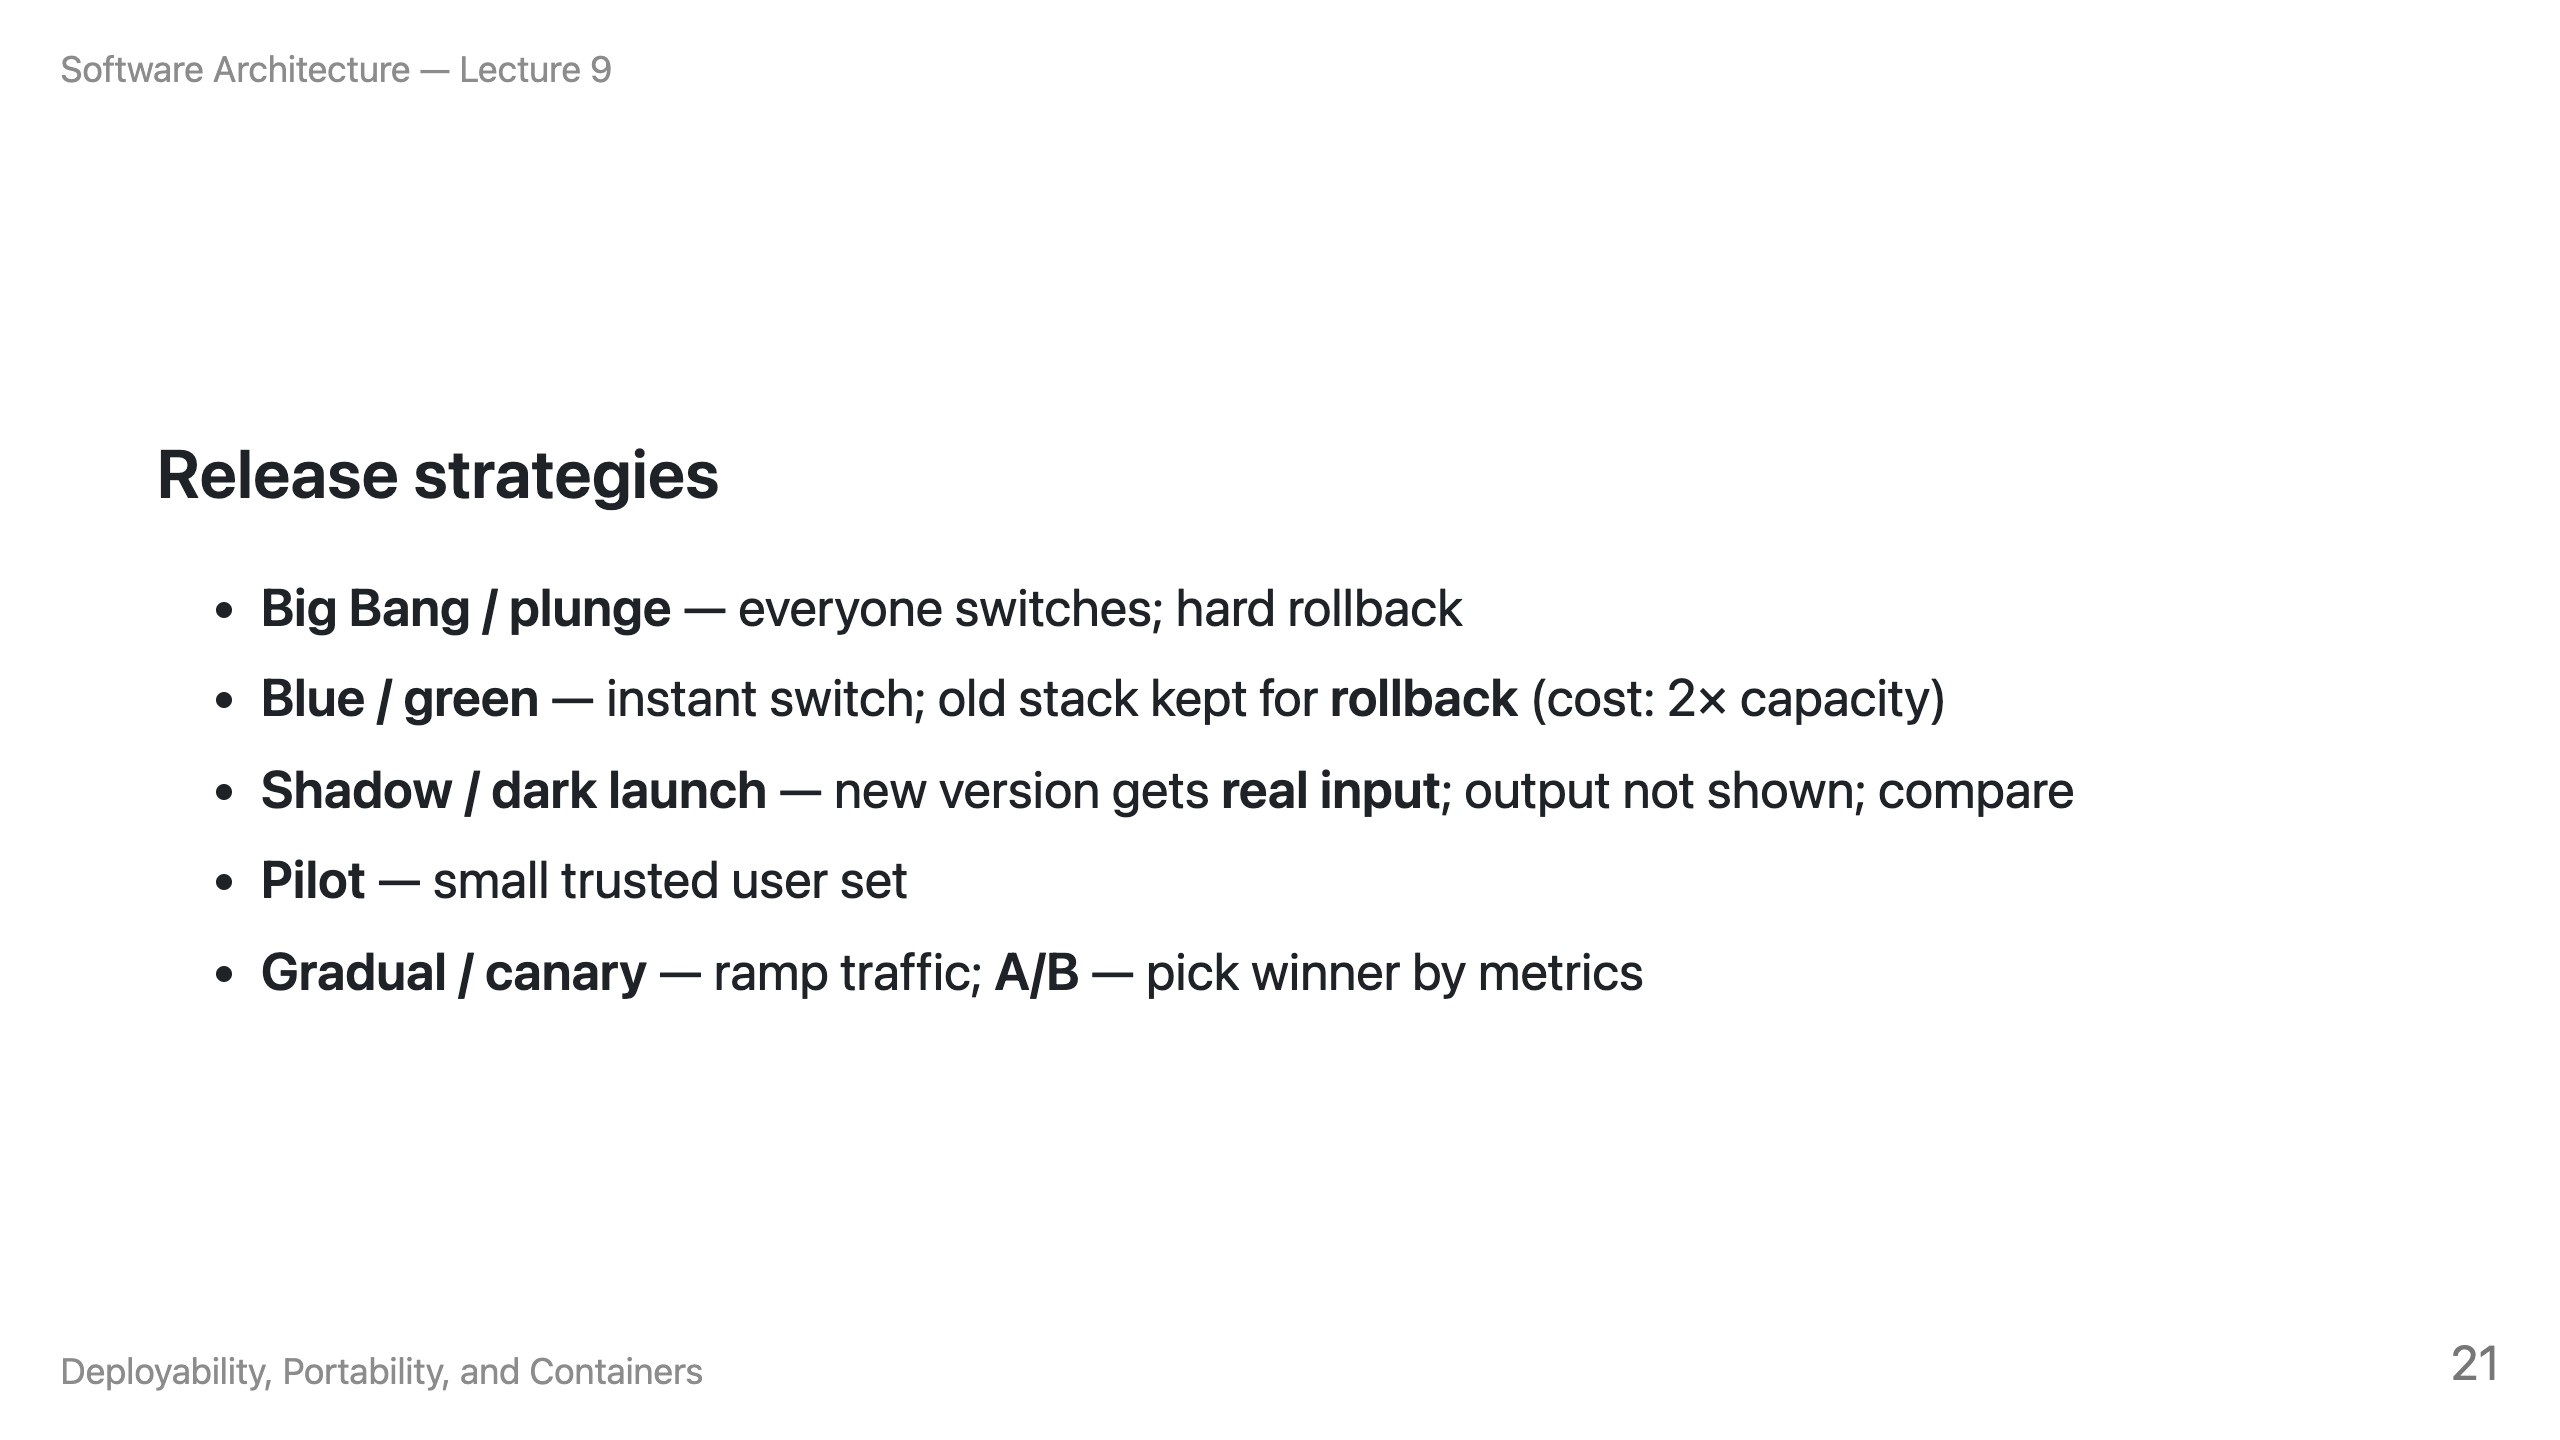 Software Architecture — Lecture 9
Release strategies
• Big Bang / plunge — everyone switches; hard rollback
• Blue / green — instant switch; old stack kept for rollback (cost: 2× capacity)
• Shadow / dark launch — new version gets real input; output not shown; compare
• Pilot — small trusted user set
• Gradual / canary — ramp traffic; A/B — pick winner by metrics
Deployability, Portability, and Containers
21